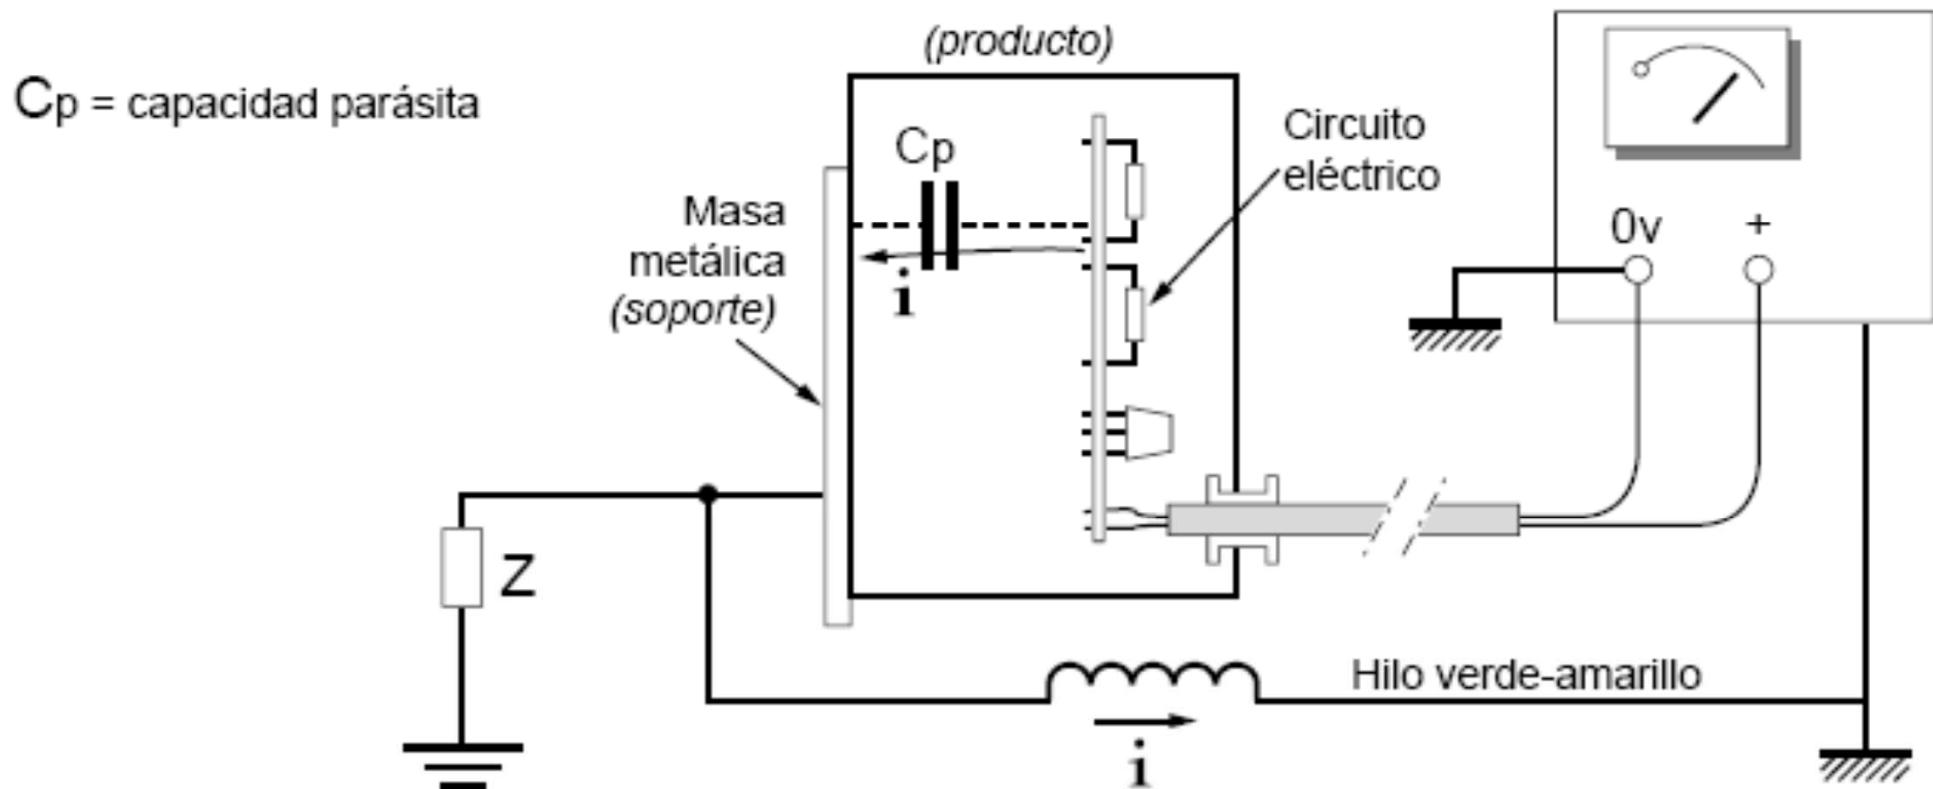 (producto)
Cp = capacidad parásita
Cp
Circuito
eléctrico
Masa
metálica
(soporte)
i
0v +
Z
Hilo verde-amarillo
i